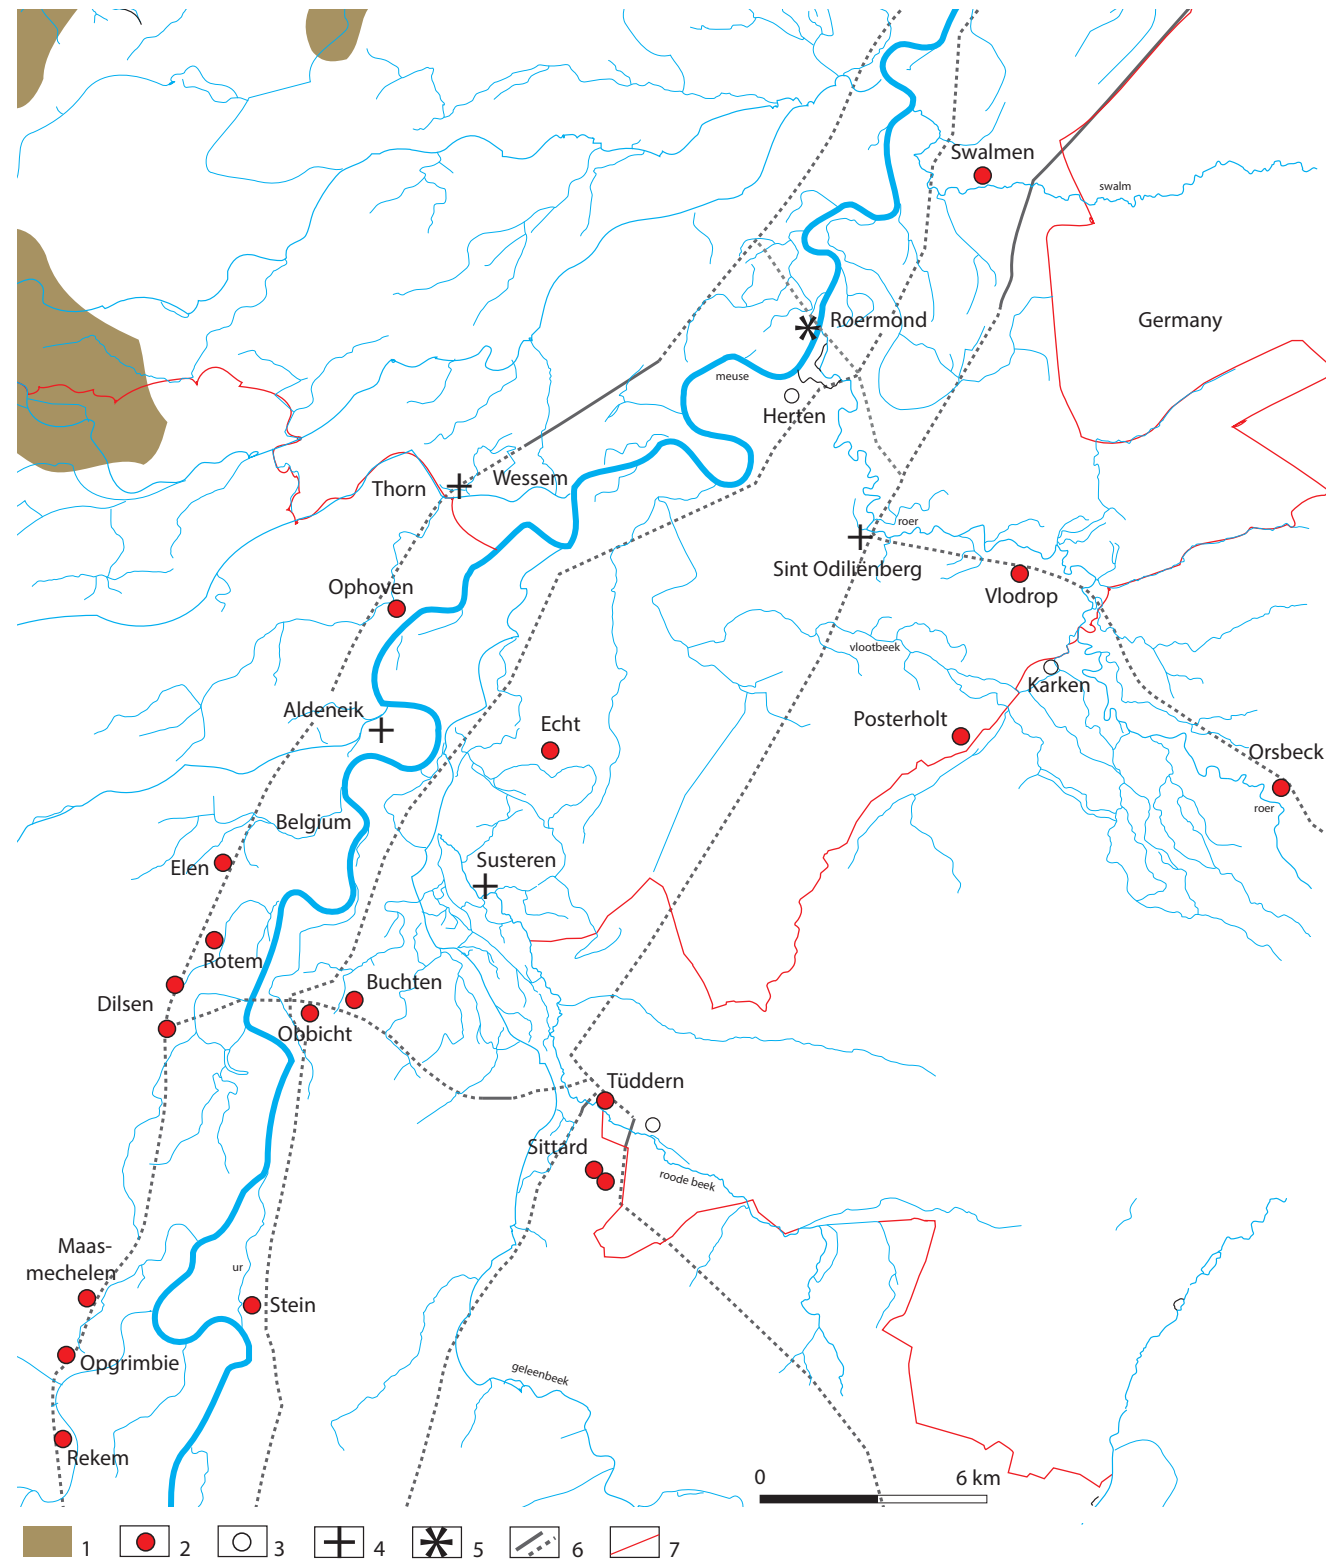 Swalmen
swalm
Roermond
Germany
meuse
Herten
Thorn
Wessem
roer
Sint Odiliënberg
Vlodrop
Ophoven
vlootbeek
Karken
Aldeneik
Echt
Posterholt
Orsbeck
roer
Belgium
Elen
Susteren
Rotem
Buchten
Dilsen
Obbicht
Tüddern
Sittard
roode beek
Maas-
mechelen
ur
Stein
Opgrimbie
geleenbeek
Rekem
0 6 km
1 2 3 4 5 6 7